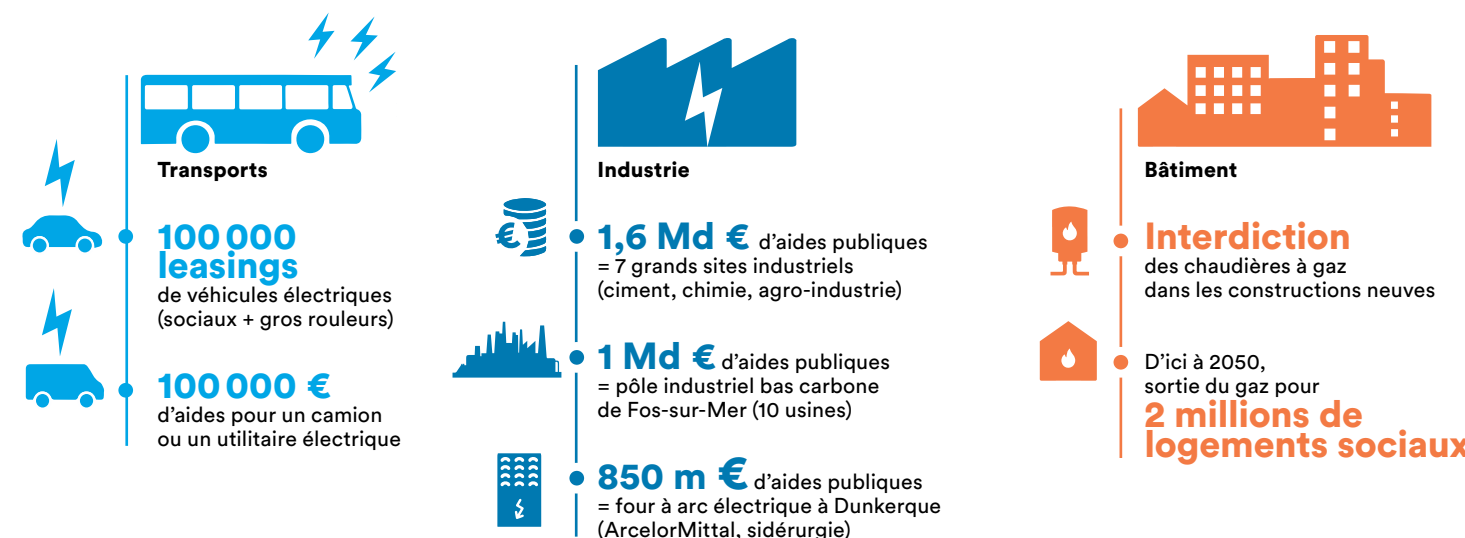 Transports
100 000
leasings
de véhicules électriques
(sociaux + gros rouleurs)
100 000 €
d'aides pour un camion
ou un utilitaire électrique
Industrie
€
1,6 Md € d'aides publiques
= 7 grands sites industriels
(ciment, chimie, agro-industrie)
1 Md € d'aides publiques
= pôle industriel bas carbone
de Fos-sur-Mer (10 usines)
850 m € d'aides publiques
= four à arc électrique à Dunkerque
(ArcelorMittal, sidérurgie)
Bâtiment
Interdiction
des chaudières à gaz
dans les constructions neuves
D'ici à 2050,
sortie du gaz pour
2 millions de
logements sociaux